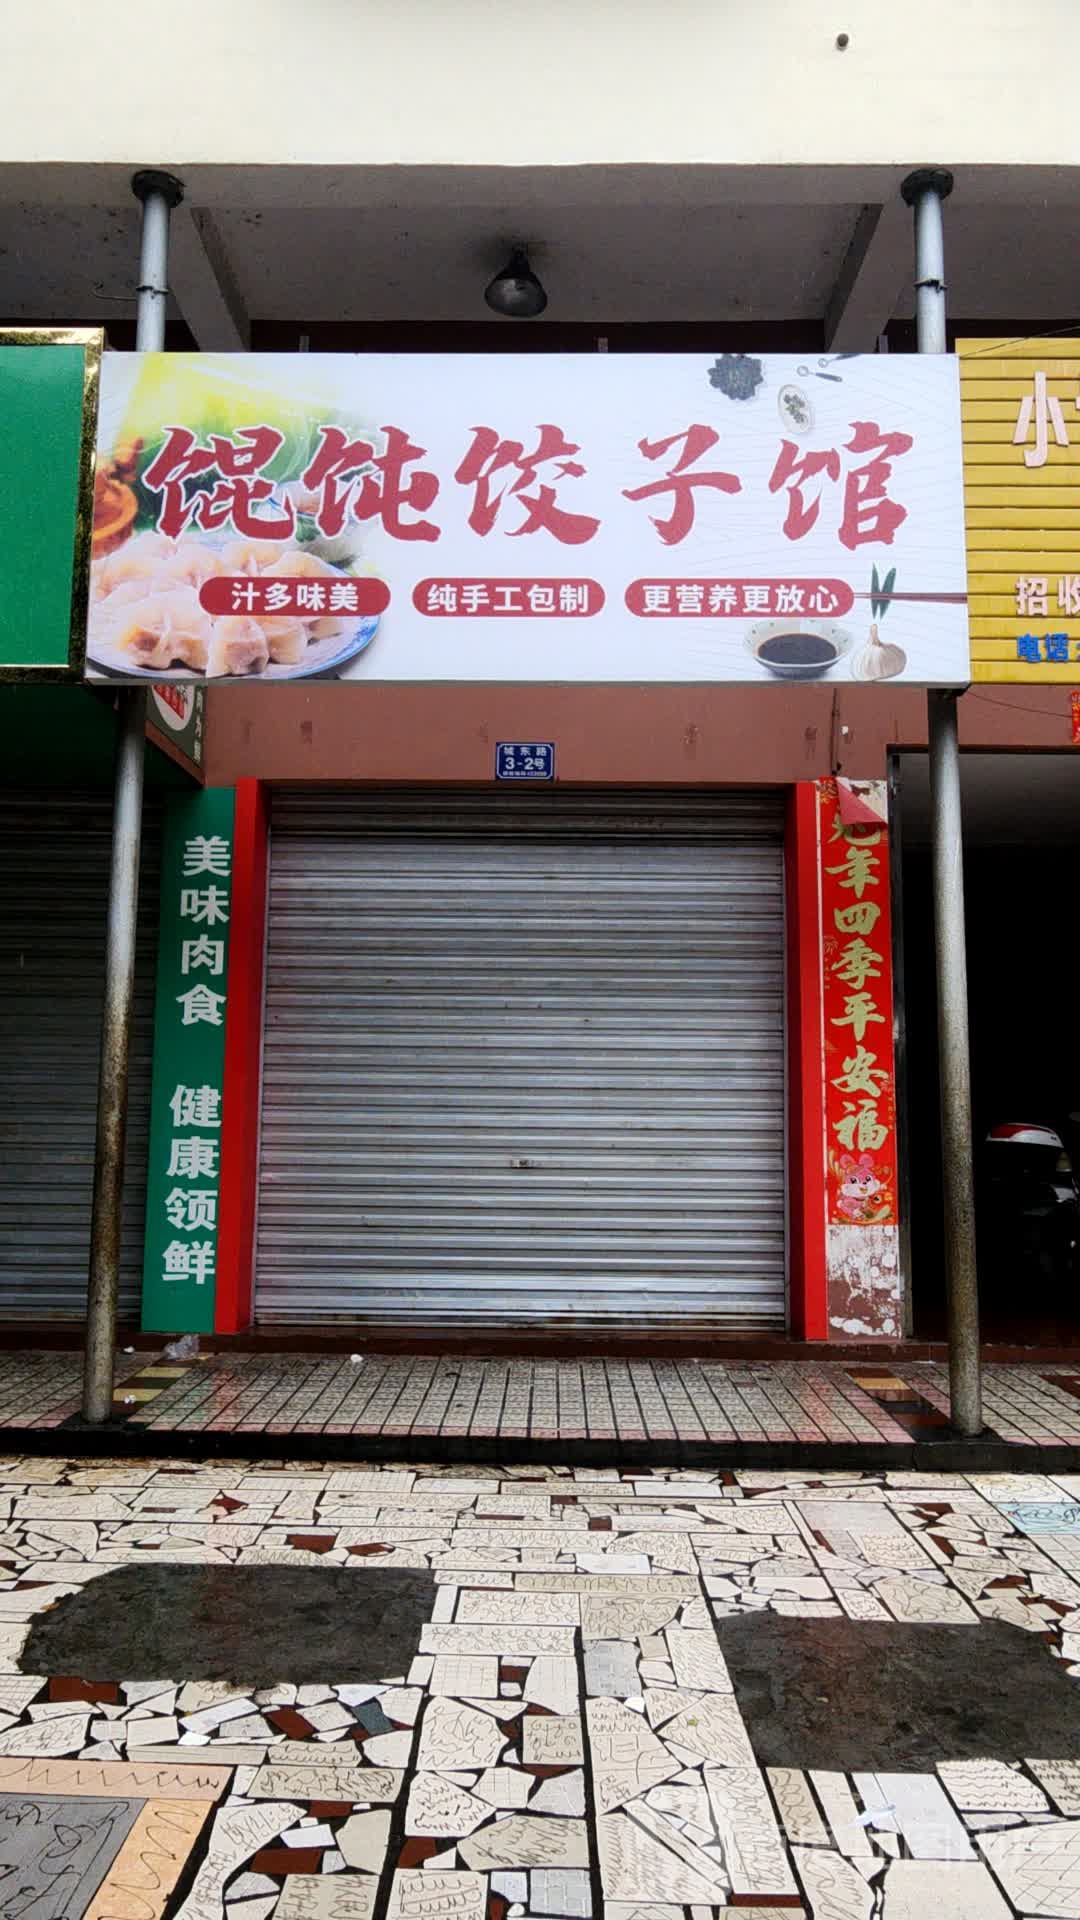 馄饨饺子馆
汁多味美 纯手工包制 更营养更放心
小
招收
电话:
城东路
3-2号
美味肉食 健康领鲜
兔年四季平安福